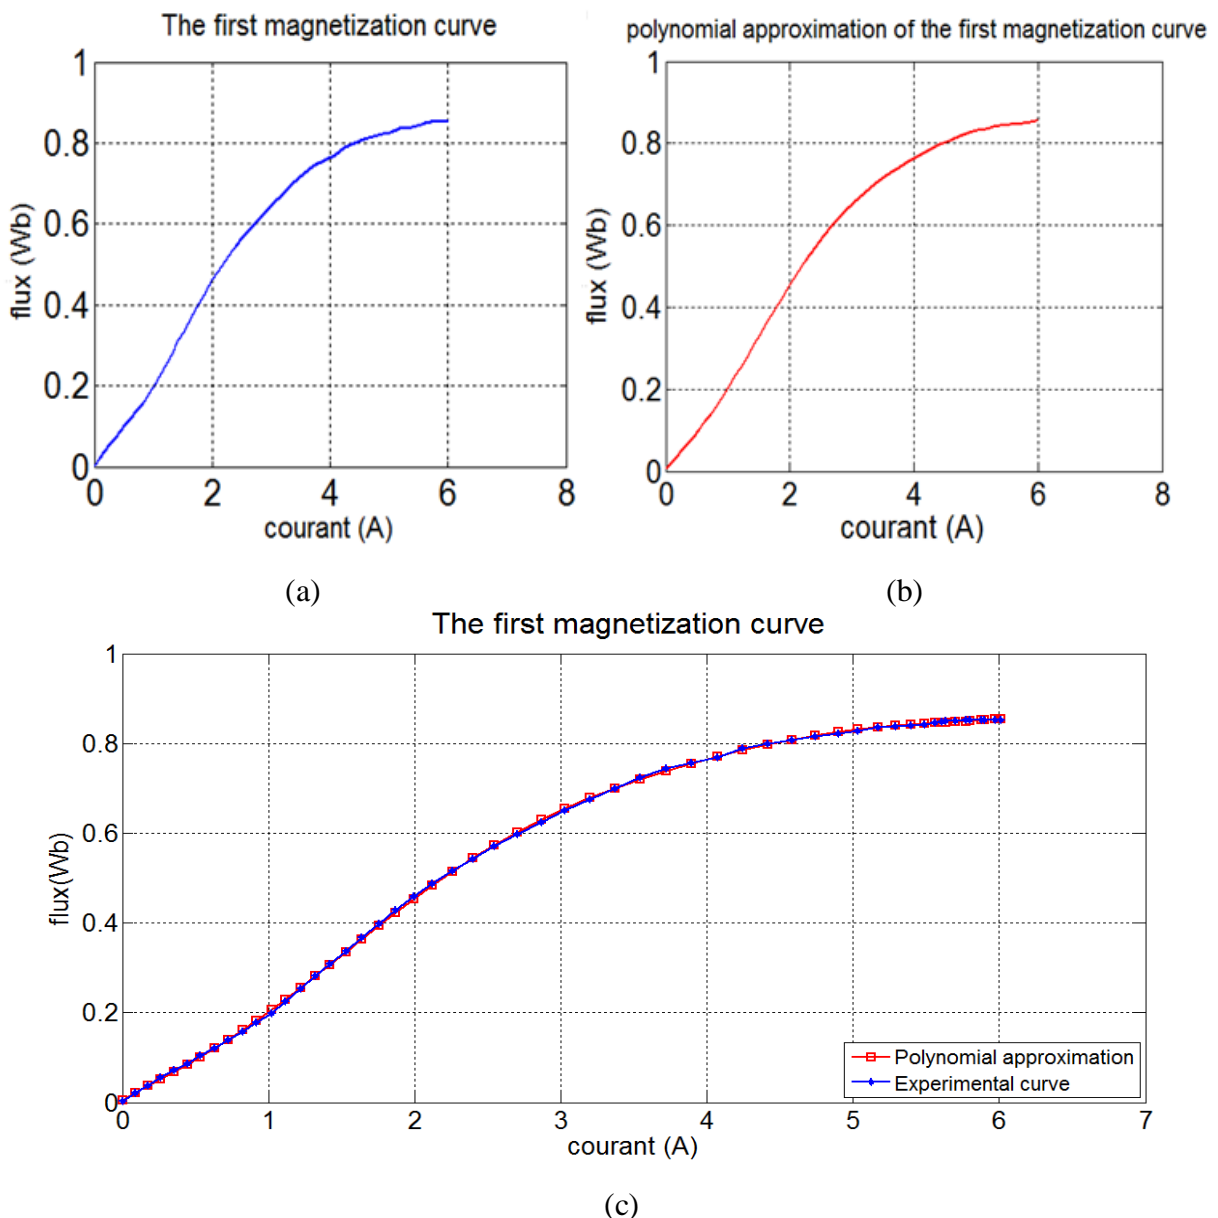 The first magnetization curve
1
0.8
0.6
0.4
0.2
0
flux (Wb)
0 2 4 6 8
courant (A)
(a)
polynomial approximation of the first magnetization curve
1
0.8
0.6
0.4
0.2
0
flux (Wb)
0 2 4 6 8
courant (A)
(b)
The first magnetization curve
1
0.8
0.6
0.4
0.2
0
flux(Wb)
Polynomial approximation
Experimental curve
0 1 2 3 4 5 6 7
courant (A)
(c)